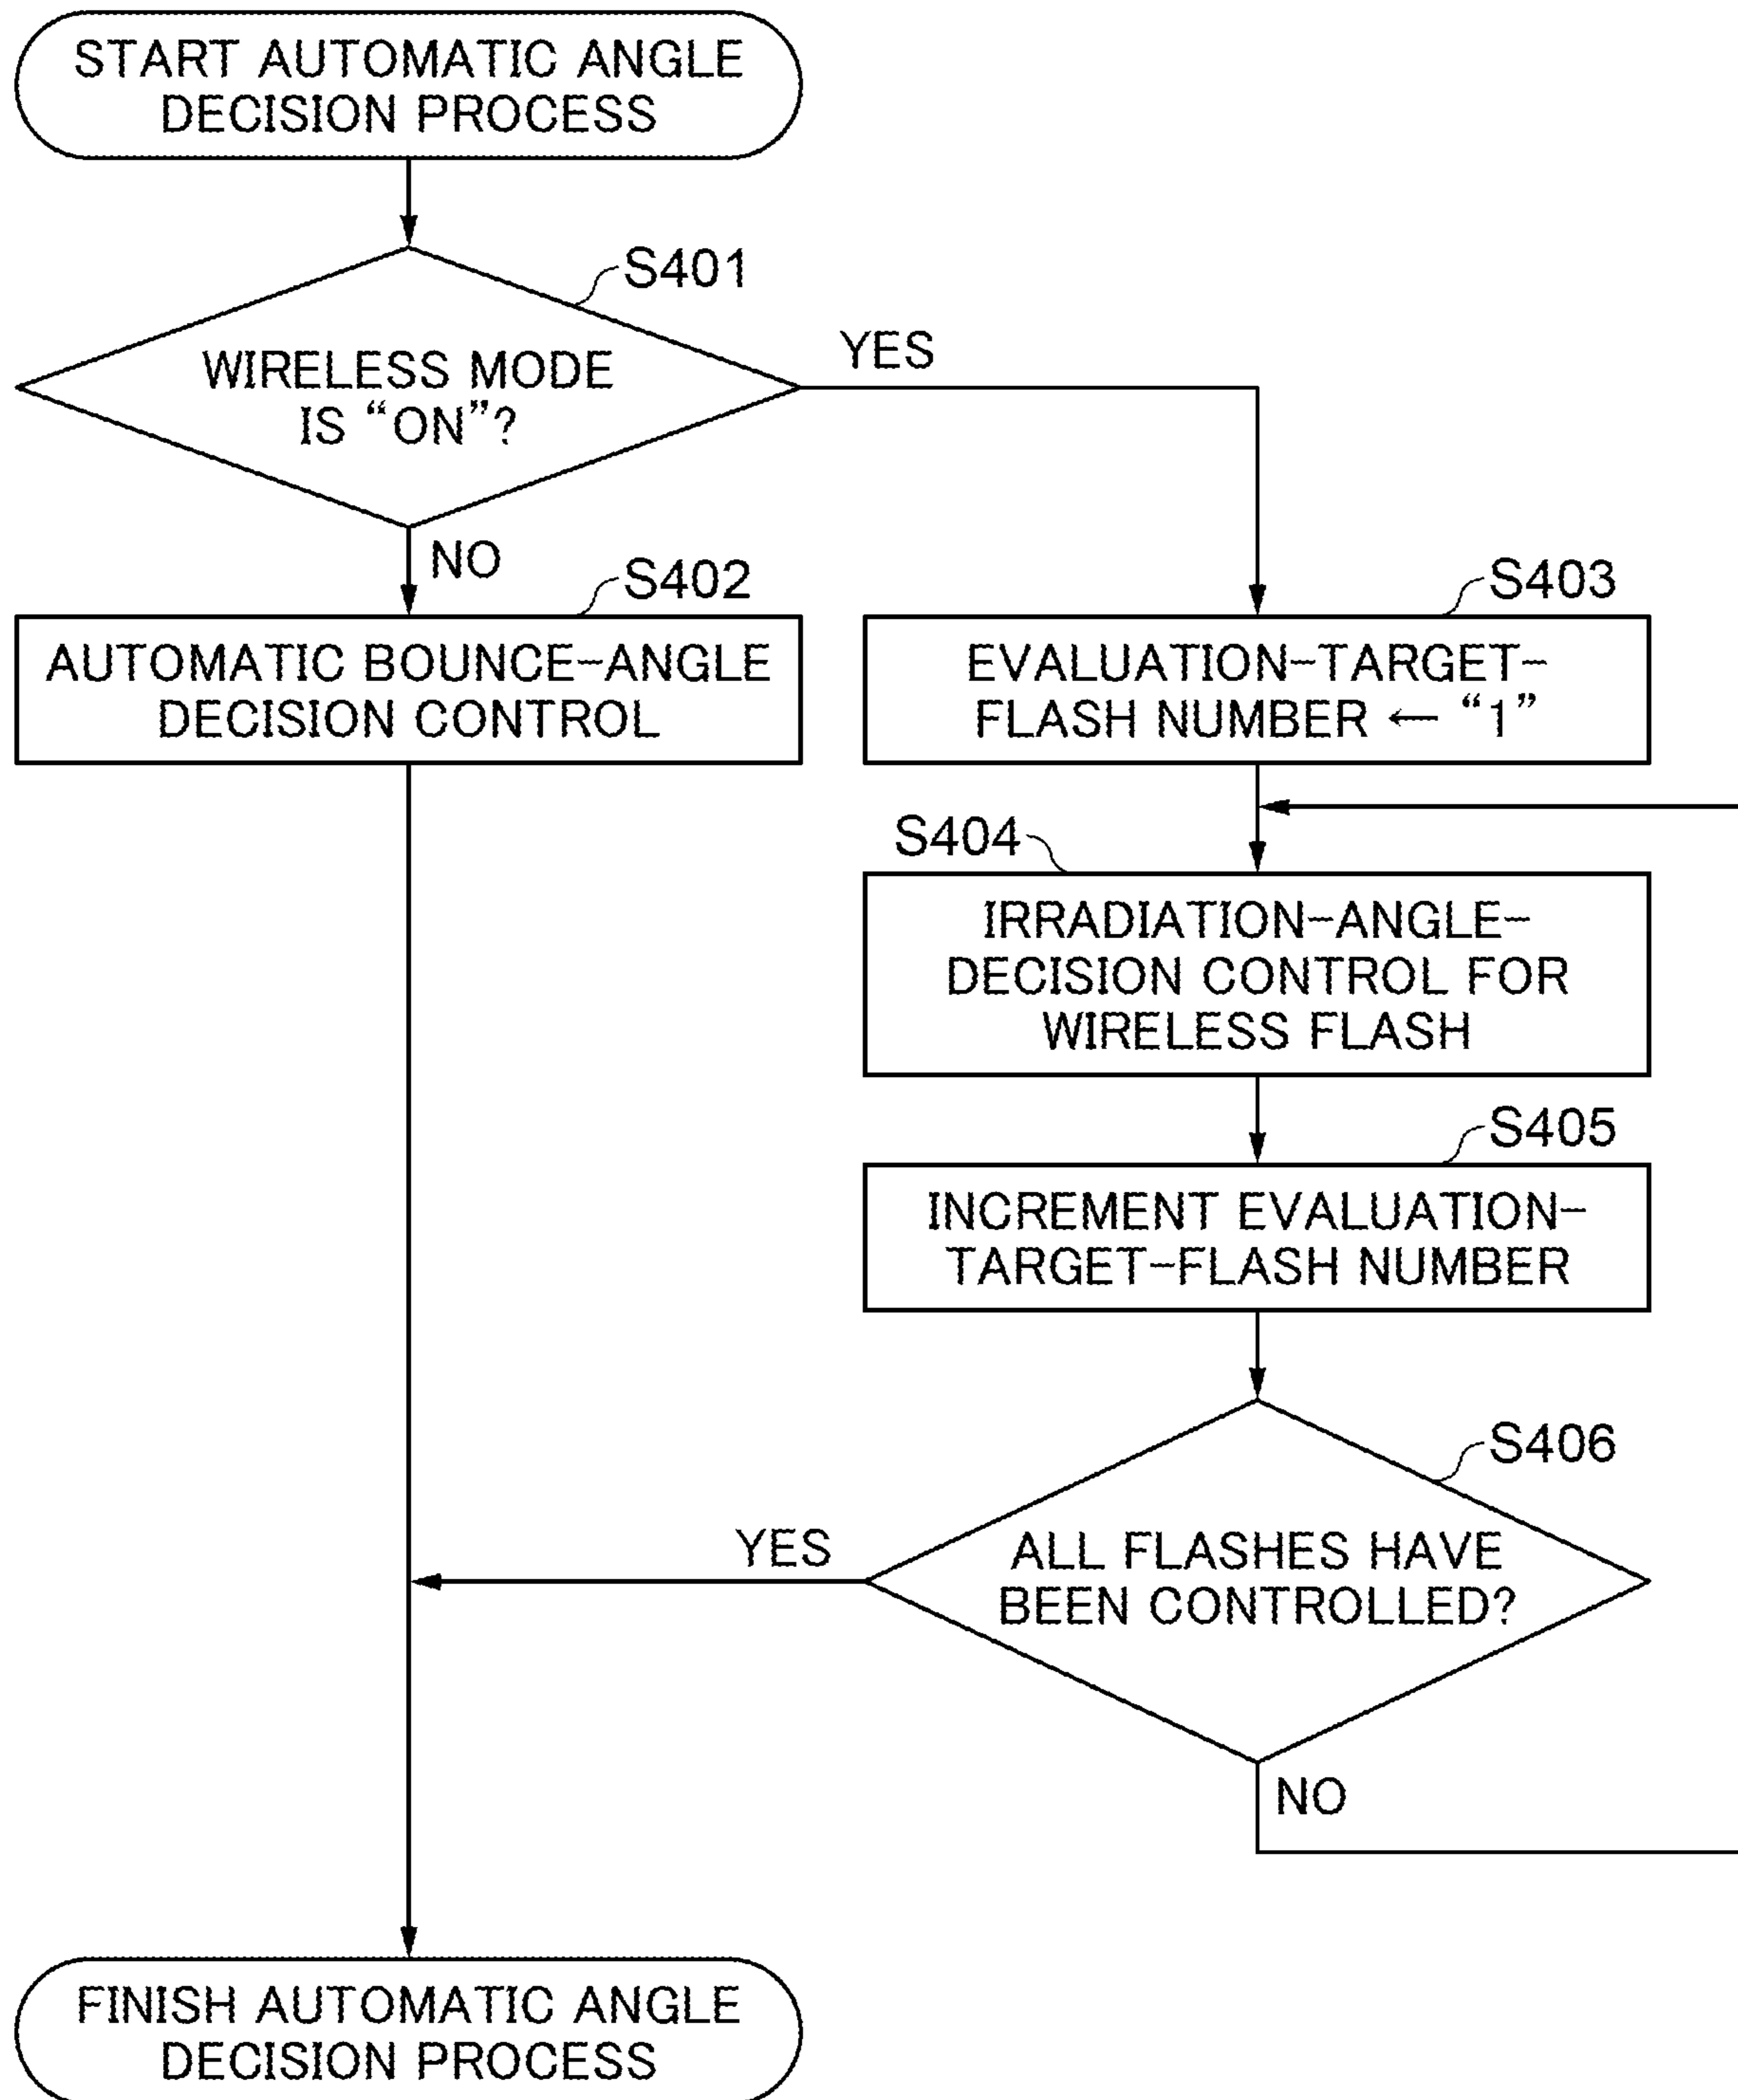 START AUTOMATIC ANGLE
DECISION PROCESS
S401
WIRELESS MODE
IS “ON”?
YES
NO
S402
AUTOMATIC BOUNCE-ANGLE
DECISION CONTROL
S403
EVALUATION-TARGET-
FLASH NUMBER ← “1”
S404
IRRADIATION-ANGLE-
DECISION CONTROL FOR
WIRELESS FLASH
S405
INCREMENT EVALUATION-
TARGET-FLASH NUMBER
S406
ALL FLASHES HAVE
BEEN CONTROLLED?
YES
NO
FINISH AUTOMATIC ANGLE
DECISION PROCESS